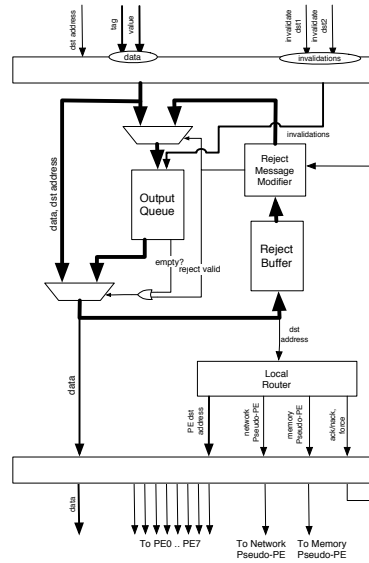 dst address
tag
value
invalidate
dst1
invalidate
dst2
data
invalidations
invalidations
data, dst address
Output
Queue
Reject
Message
Modifier
Reject
Buffer
empty?
reject valid
dst
address
Local
Router
data
PE dst
address
network
Pseudo-PE
memory
Pseudo-PE
ack/nack,
force
data
To PE0 .. PE7
To Network
Pseudo-PE
To Memory
Pseudo-PE